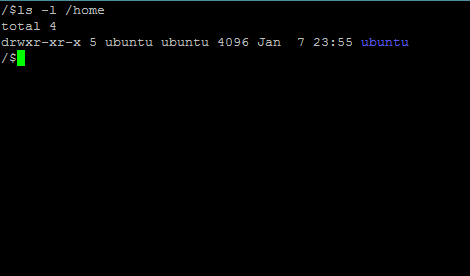 /$ls -l /home
total 4
drwxr-xr-x 5 ubuntu ubuntu 4096 Jan  7 23:55 ubuntu
/$